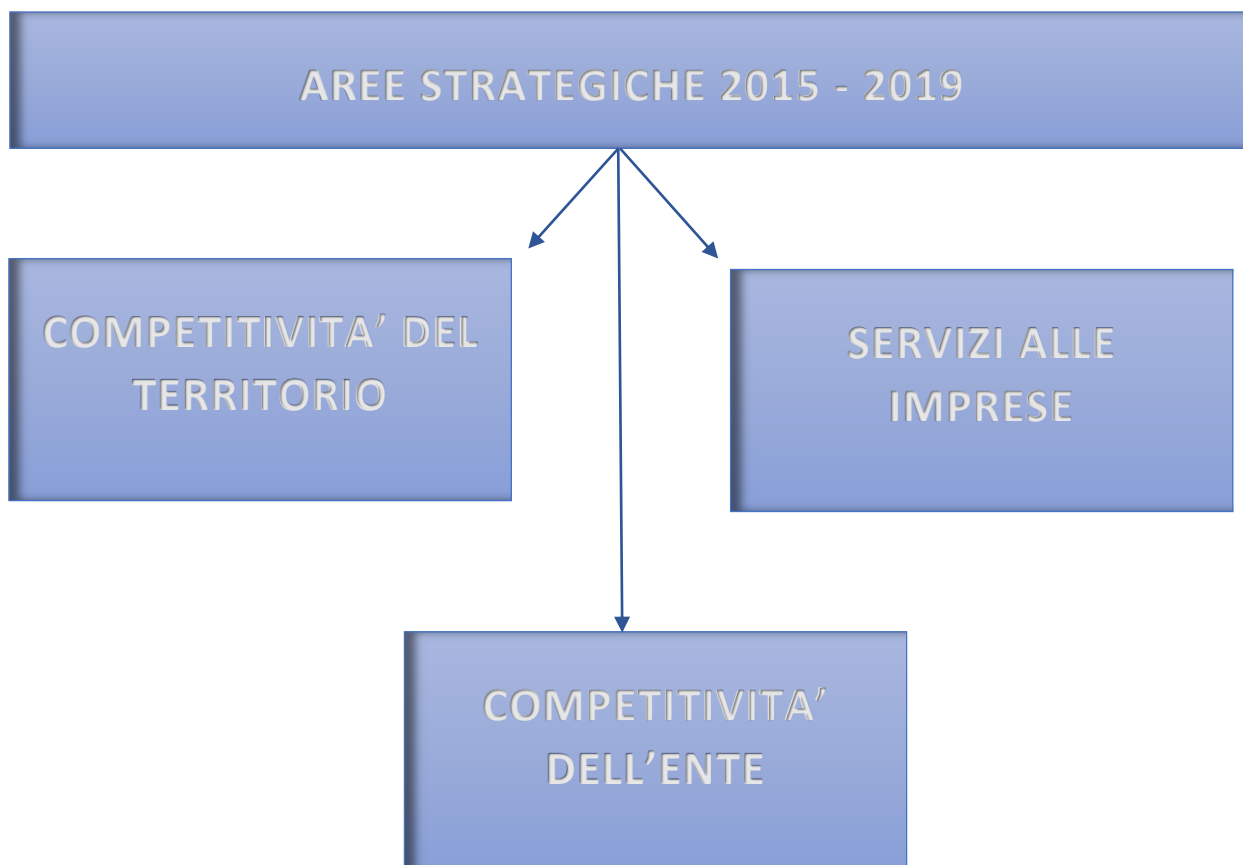 AREE STRATEGICHE 2015 - 2019
COMPETITIVITA’ DEL
TERRITORIO
SERVIZI ALLE
IMPRESE
COMPETITIVITA’
DELL’ENTE